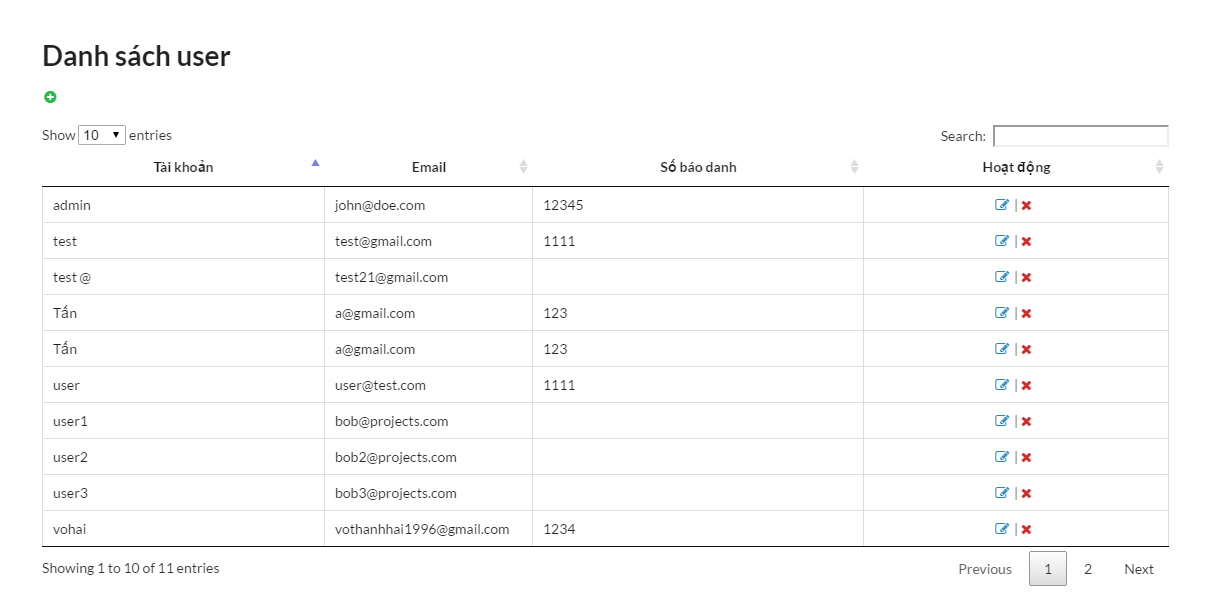 Danh sách user
Show 10 entries Search:
Tài khoản Email Số báo danh Hoạt động
admin john@doe.com 12345 |
test test@gmail.com 1111 |
test @ test21@gmail.com |
Tấn a@gmail.com 123 |
Tấn a@gmail.com 123 |
user user@test.com 1111 |
user1 bob@projects.com |
user2 bob2@projects.com |
user3 bob3@projects.com |
vohai vothanhhai1996@gmail.com 1234 |
Showing 1 to 10 of 11 entries Previous 1 2 Next